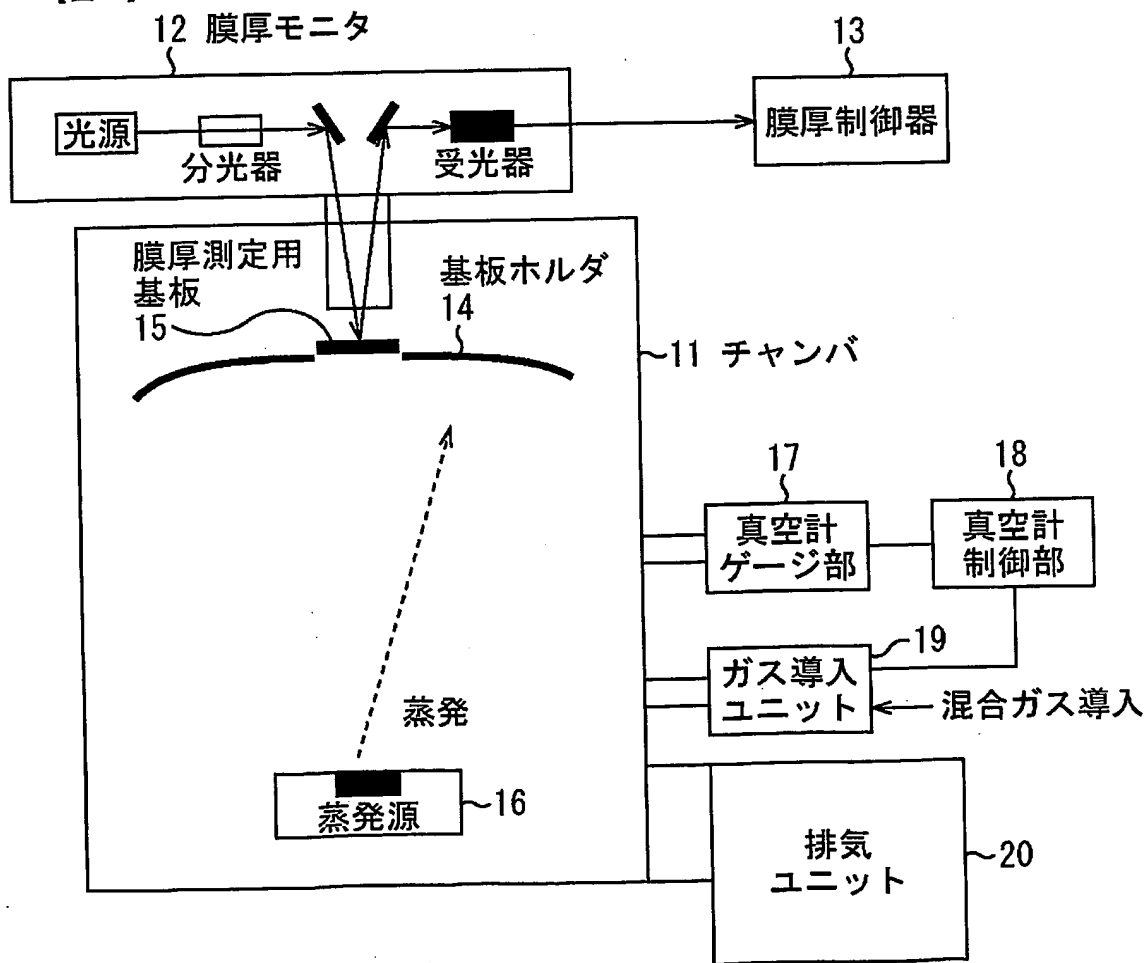 12 膜厚モニタ
13
光源
分光器
受光器
膜厚制御器
膜厚測定用
基板
15
基板ホルダ
14
11 チャンバ
17
真空計
ゲージ部
18
真空計
制御部
19
ガス導入
ユニット
混合ガス導入
蒸発
蒸発源
16
排気
ユニット
20